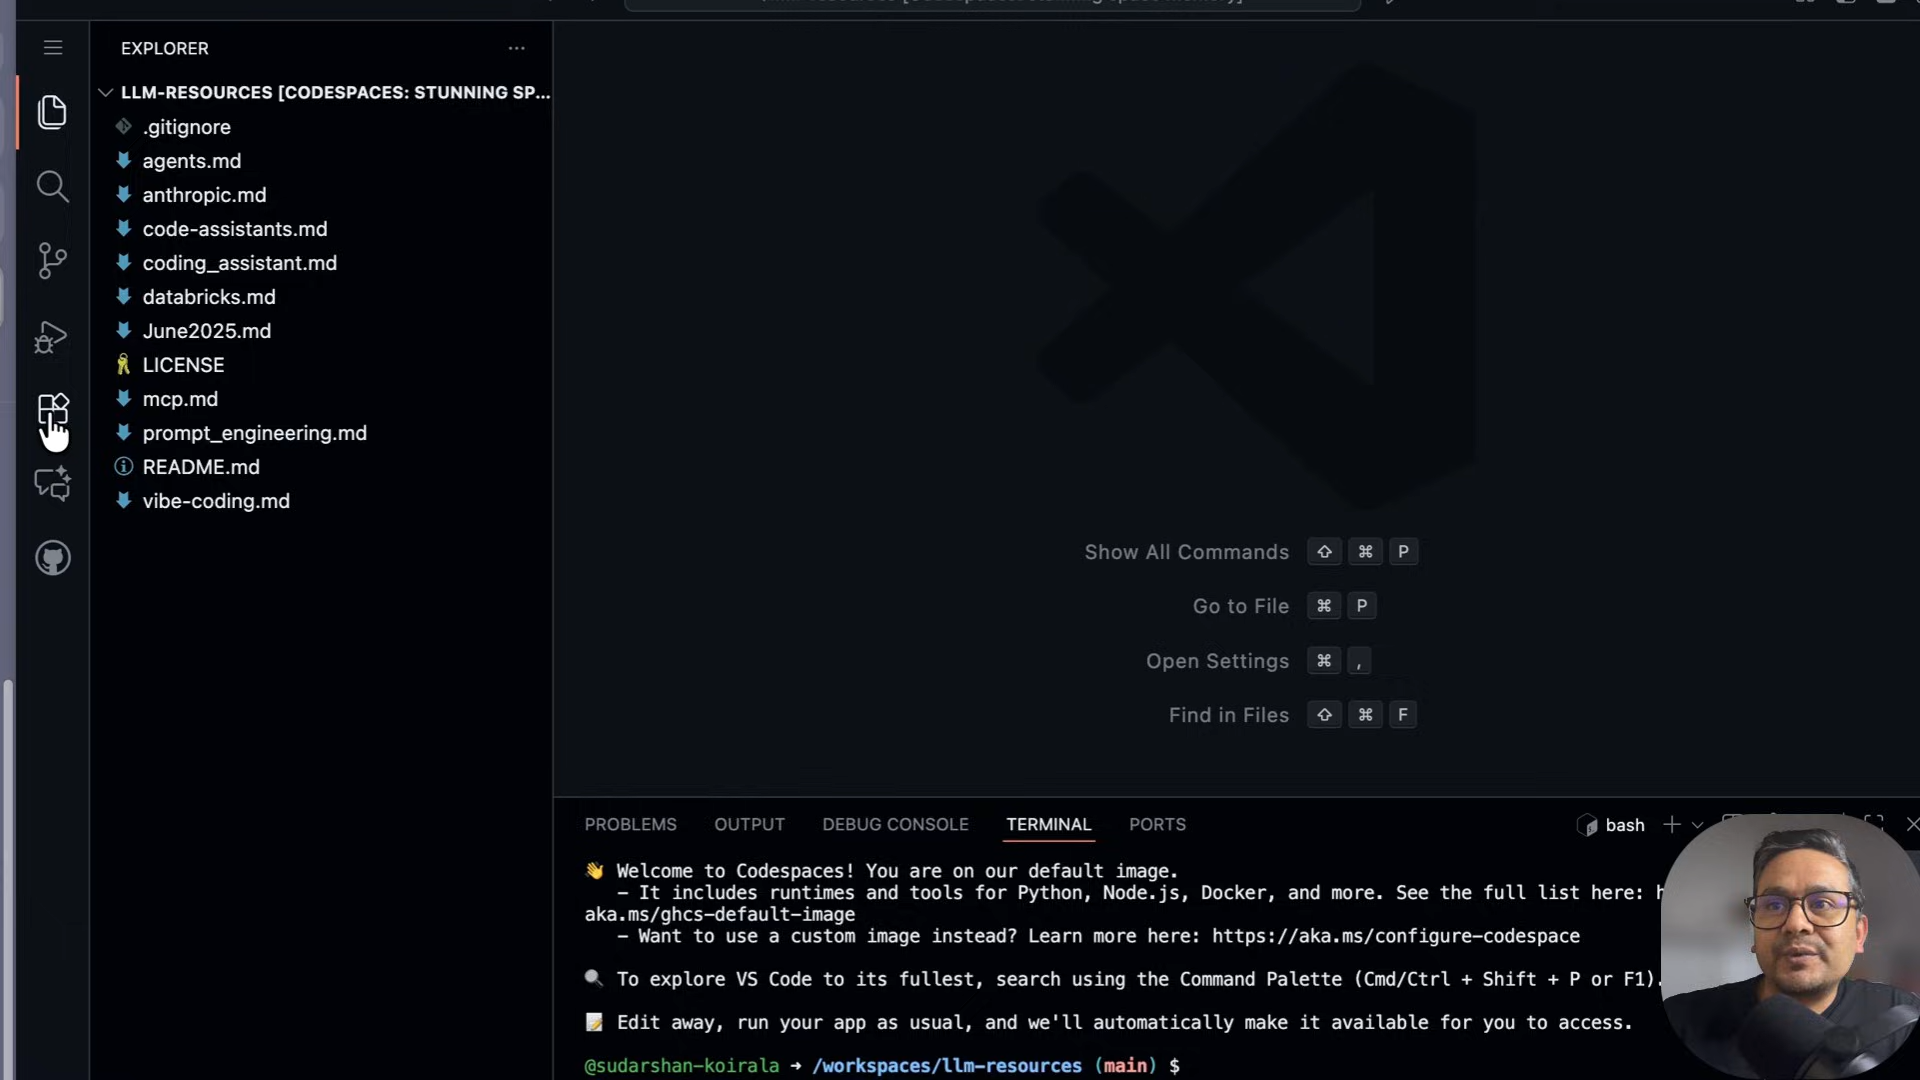 EXPLORER
LLM-RESOURCES [CODESPACES: STUNNING SP...
.gitignore
agents.md
anthropic.md
code-assistants.md
coding_assistant.md
databricks.md
June2025.md
LICENSE
mcp.md
prompt_engineering.md
README.md
vibe-coding.md
Show All Commands ⇧ ⌘ P
Go to File ⌘ P
Open Settings ⌘ ,
Find in Files ⇧ ⌘ F
PROBLEMS OUTPUT DEBUG CONSOLE TERMINAL PORTS bash
👋 Welcome to Codespaces! You are on our default image.
– It includes runtimes and tools for Python, Node.js, Docker, and more. See the full list here: h
aka.ms/ghcs-default-image
– Want to use a custom image instead? Learn more here: https://aka.ms/configure-codespace
🔍 To explore VS Code to its fullest, search using the Command Palette (Cmd/Ctrl + Shift + P or F1).
📝 Edit away, run your app as usual, and we'll automatically make it available for you to access.
@sudarshan-koirala ➜ /workspaces/llm-resources (main) $